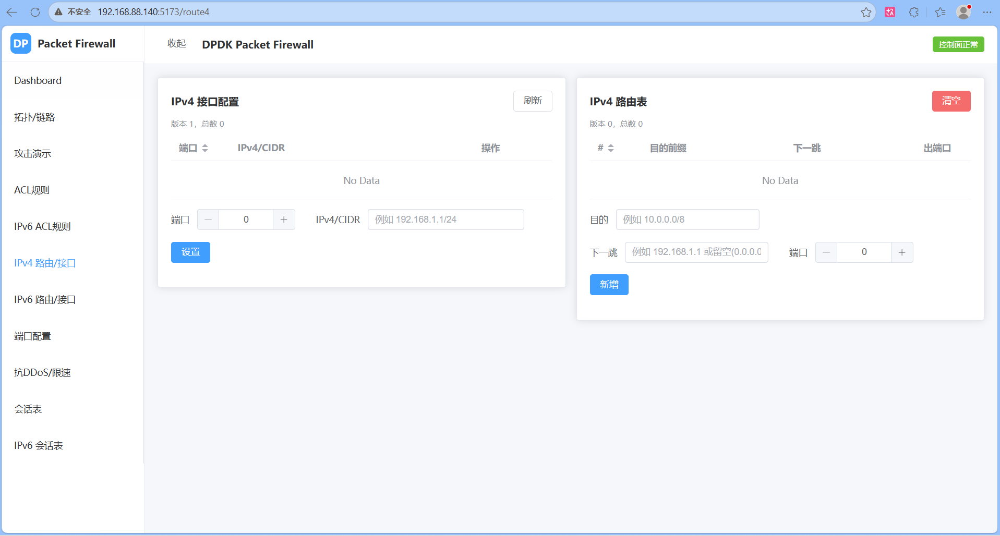 不安全 192.168.88.140:5173/route4
DP Packet Firewall
收起 DPDK Packet Firewall
控制面正常
Dashboard
拓扑/链路
攻击演示
ACL规则
IPv6 ACL规则
IPv4 路由/接口
IPv6 路由/接口
端口配置
抗DDoS/限速
会话表
IPv6 会话表
IPv4 接口配置
刷新
版本 1，总数 0
端口 IPv4/CIDR 操作
No Data
端口 0 IPv4/CIDR 例如 192.168.1.1/24
设置
IPv4 路由表
清空
版本 0，总数 0
# 目的前缀 下一跳 出端口
No Data
目的 例如 10.0.0.0/8
下一跳 例如 192.168.1.1 或留空(0.0.0.0 端口 0
新增